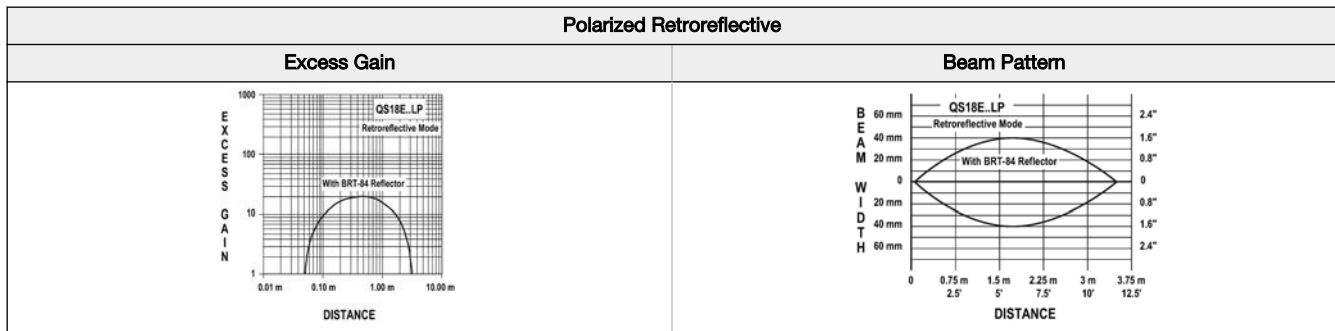 Polarized Retroreflective
Excess Gain
Beam Pattern
EXCESS GAIN
1000
100
10
1
QS18E..LP
Retroreflective Mode
With BRT-84 Reflector
0.01 m 0.10 m 1.00 m 10.00 m
DISTANCE
BEAM WIDTH
60 mm
40 mm
20 mm
0
20 mm
40 mm
60 mm
QS18E..LP
Retroreflective Mode
With BRT-84 Reflector
2.4"
1.6"
0.8"
0
0.8"
1.6"
2.4"
0 0.75 m 1.5 m 2.25 m 3 m 3.75 m
2.5' 5' 7.5' 10' 12.5'
DISTANCE